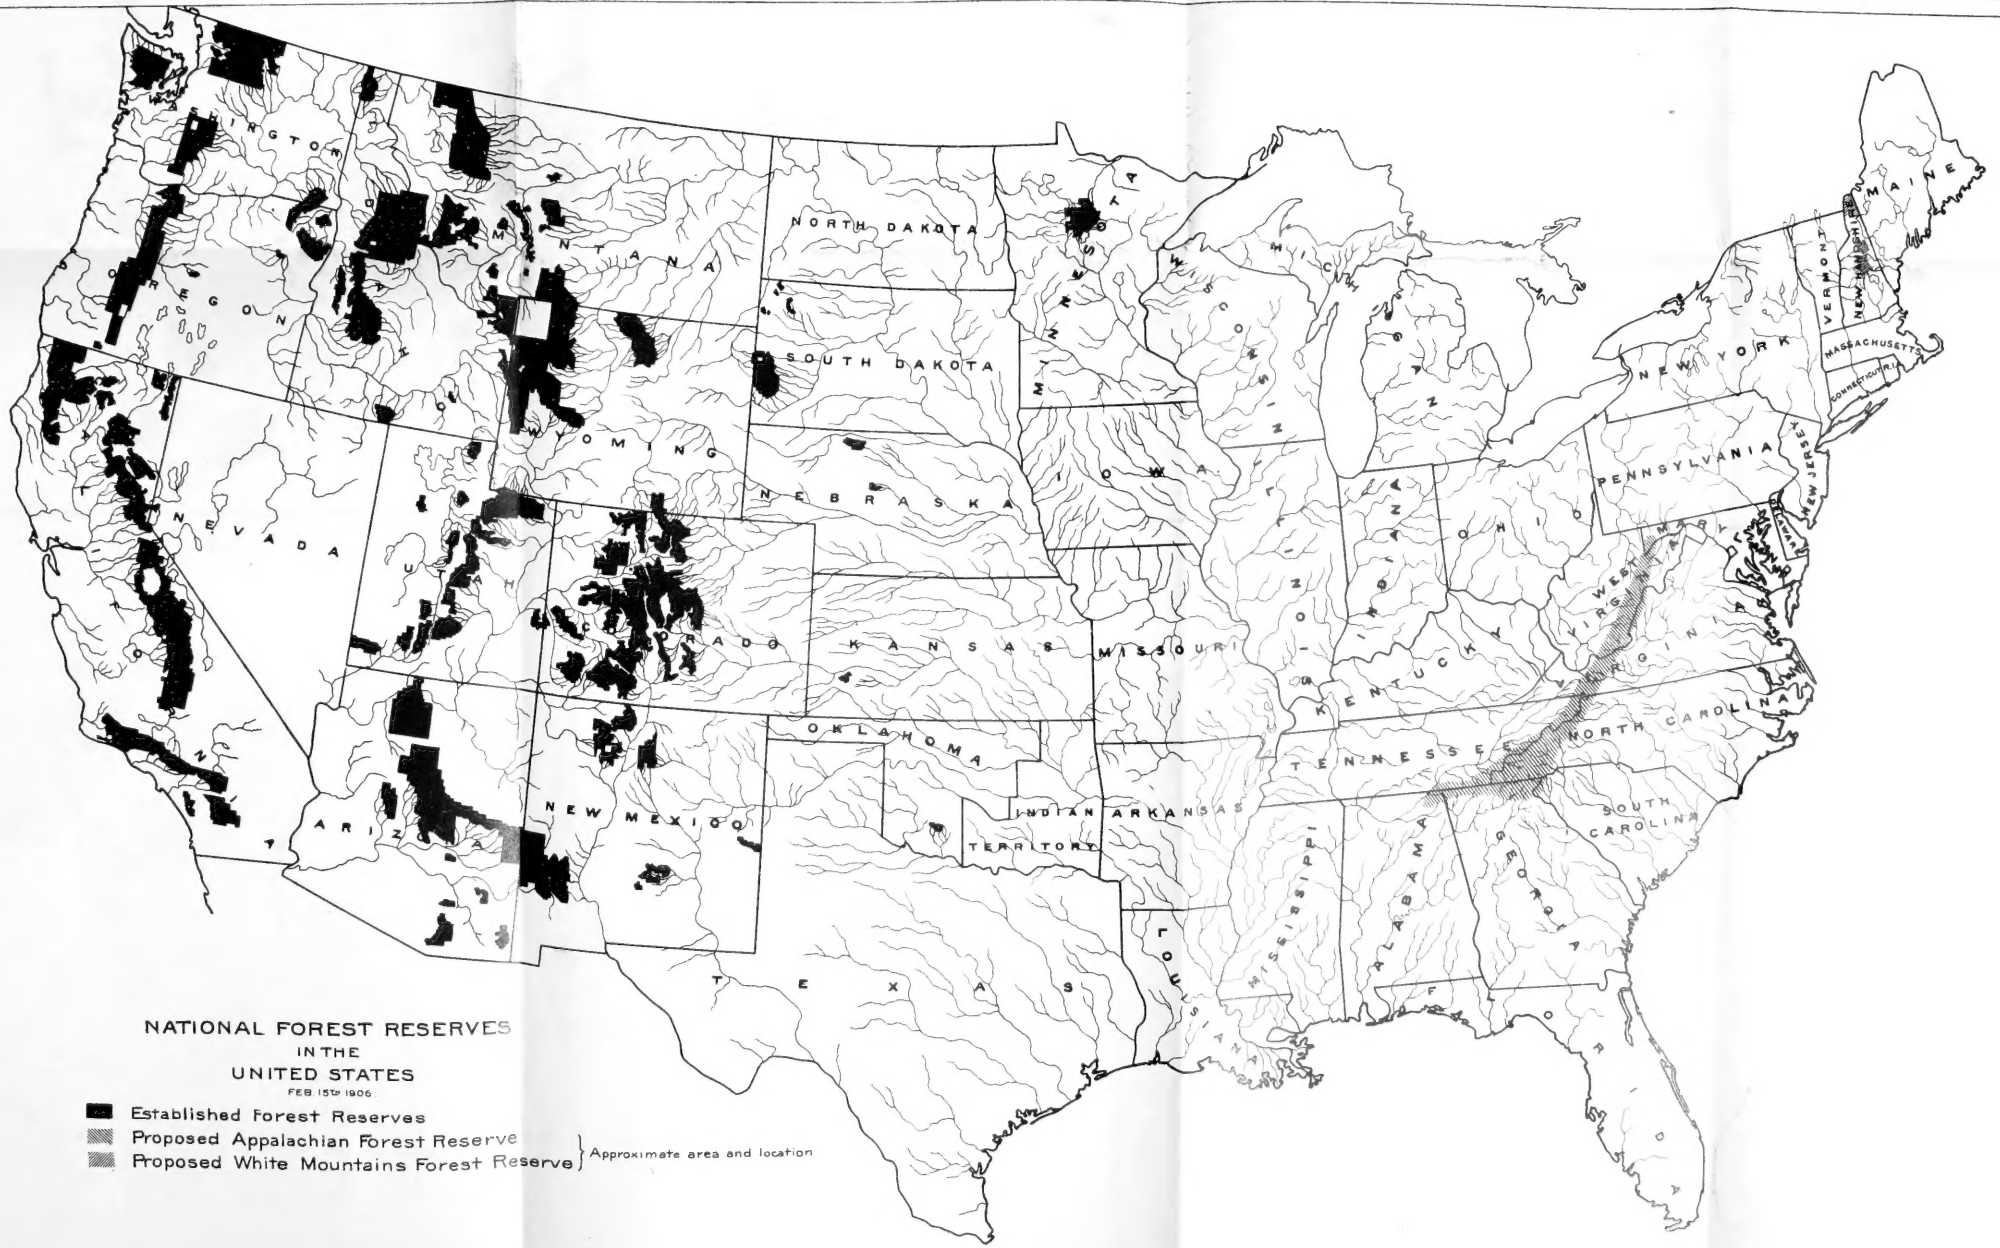 WASHINGTON
OREGON
CALIFORNIA
NEVADA
IDAHO
MONTANA
WYOMING
UTAH
COLORADO
ARIZONA
NEW MEXICO
NORTH DAKOTA
SOUTH DAKOTA
NEBRASKA
KANSAS
OKLAHOMA
INDIAN
TERRITORY
TEXAS
MINNESOTA
IOWA
MISSOURI
ARKANSAS
LOUISIANA
WISCONSIN
MICHIGAN
ILLINOIS
INDIANA
OHIO
KENTUCKY
TENNESSEE
MISSISSIPPI
ALABAMA
GEORGIA
FLORIDA
SOUTH
CAROLINA
NORTH CAROLINA
VIRGINIA
WEST
VIRGINIA
MARY
DELAWARE
PENNSYLVANIA
NEW JERSEY
NEW YORK
CONNECTICUT
R.I.
MASSACHUSETTS
VERMONT
NEW HAMPSHIRE
MAINE
NATIONAL FOREST RESERVES
IN THE
UNITED STATES
FEB. 15TH 1906.
Established Forest Reserves
Proposed Appalachian Forest Reserve
Proposed White Mountains Forest Reserve
Approximate area and location